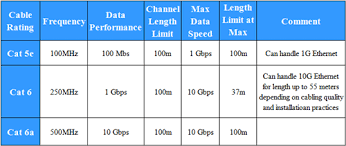 Cable Rating Frequency Data Performance Channel Length Limit Max Data Speed Length Limit at Max Comment
Cat 5e 100MHz 100 Mbs 100m 1 Gbps 100m Can handle 1G Ethernet
Cat 6 250MHz 1 Gbps 100m 10 Gbps 37m Can handle 10G Ethernet for length up to 55 meters depending on cabling quality and installatioan practices
Cat 6a 500MHz 10 Gbps 100m 10 Gbps 100m